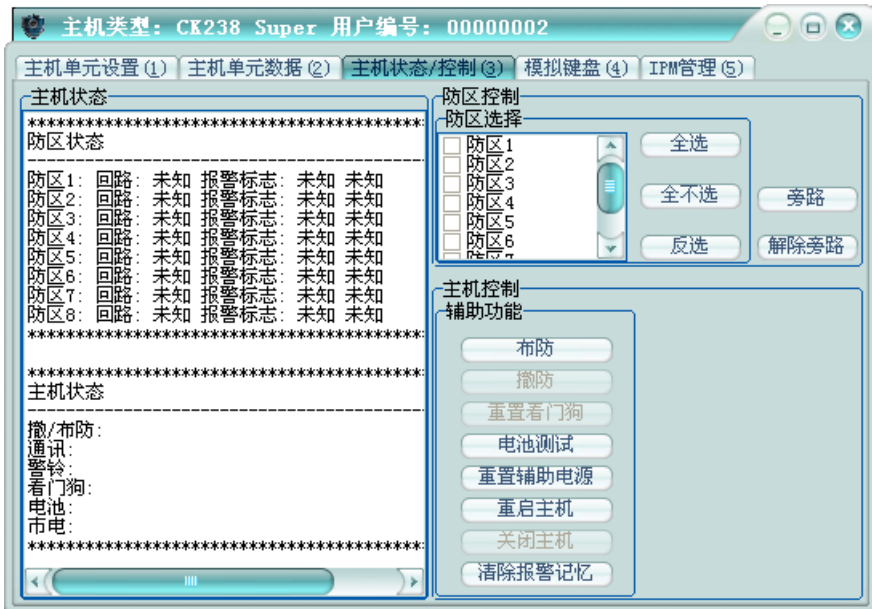 主机类型: CK238 Super 用户编号: 00000002
主机单元设置(1) 主机单元数据(2) 主机状态/控制(3) 模拟键盘(4) IPM管理(5)
主机状态
******************************************
防区状态
------------------------------------------
防区1: 回路: 未知 报警标志: 未知 未知
防区2: 回路: 未知 报警标志: 未知 未知
防区3: 回路: 未知 报警标志: 未知 未知
防区4: 回路: 未知 报警标志: 未知 未知
防区5: 回路: 未知 报警标志: 未知 未知
防区6: 回路: 未知 报警标志: 未知 未知
防区7: 回路: 未知 报警标志: 未知 未知
防区8: 回路: 未知 报警标志: 未知 未知
******************************************
******************************************
主机状态
------------------------------------------
撤/布防:
通讯:
警铃:
看门狗:
电池:
市电:
******************************************
防区控制
防区选择
防区1
防区2
防区3
防区4
防区5
防区6
防区7
全选
全不选
反选
旁路
解除旁路
主机控制
辅助功能
布防
撤防
重置看门狗
电池测试
重置辅助电源
重启主机
关闭主机
清除报警记忆